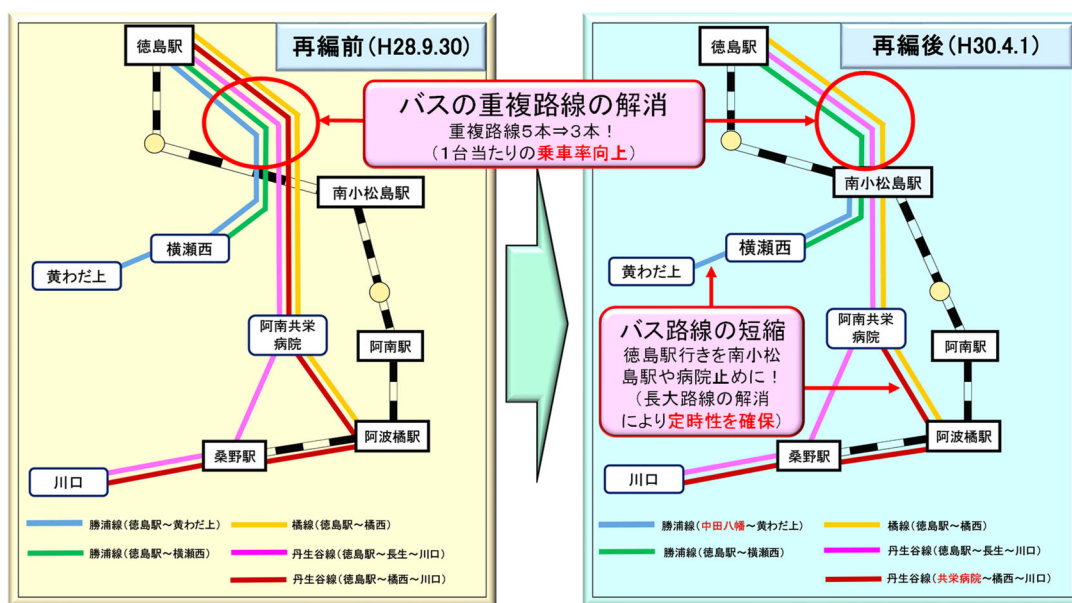 再編前(H28.9.30)
徳島駅
南小松島駅
横瀬西
黄わだ上
阿南共栄
病院
阿南駅
阿波橘駅
桑野駅
川口
勝浦線(徳島駅~黄わだ上)
橘線(徳島駅~橘西)
勝浦線(徳島駅~横瀬西)
丹生谷線(徳島駅~長生~川口)
丹生谷線(徳島駅~橘西~川口)
バスの重複路線の解消
重複路線5本⇒3本!
(1台当たりの乗車率向上)
再編後(H30.4.1)
徳島駅
南小松島駅
横瀬西
黄わだ上
バス路線の短縮
徳島駅行きを南小松
島駅や病院止めに!
(長大路線の解消
により定時性を確保)
阿南共栄
病院
阿南駅
阿波橘駅
桑野駅
川口
勝浦線(中田八幡~黄わだ上)
橘線(徳島駅~橘西)
勝浦線(徳島駅~横瀬西)
丹生谷線(徳島駅~長生~川口)
丹生谷線(共栄病院~橘西~川口)